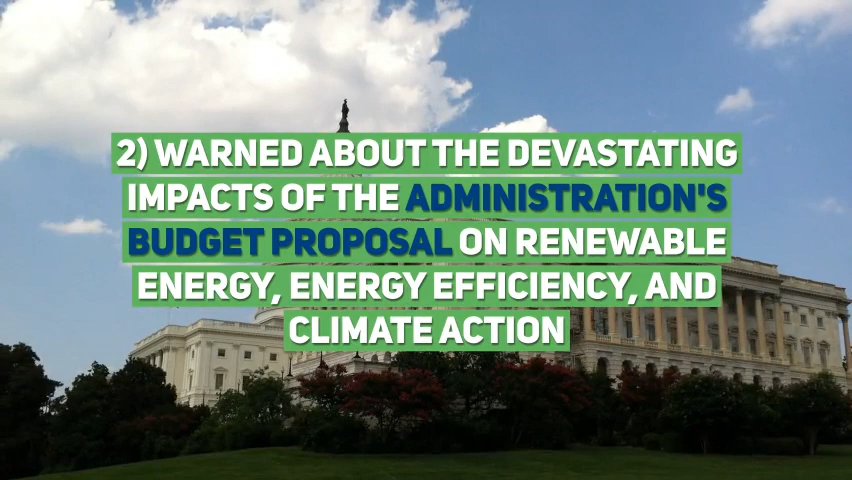 2) WARNED ABOUT THE DEVASTATING
IMPACTS OF THE ADMINISTRATION'S
BUDGET PROPOSAL ON RENEWABLE
ENERGY, ENERGY EFFICIENCY, AND
CLIMATE ACTION